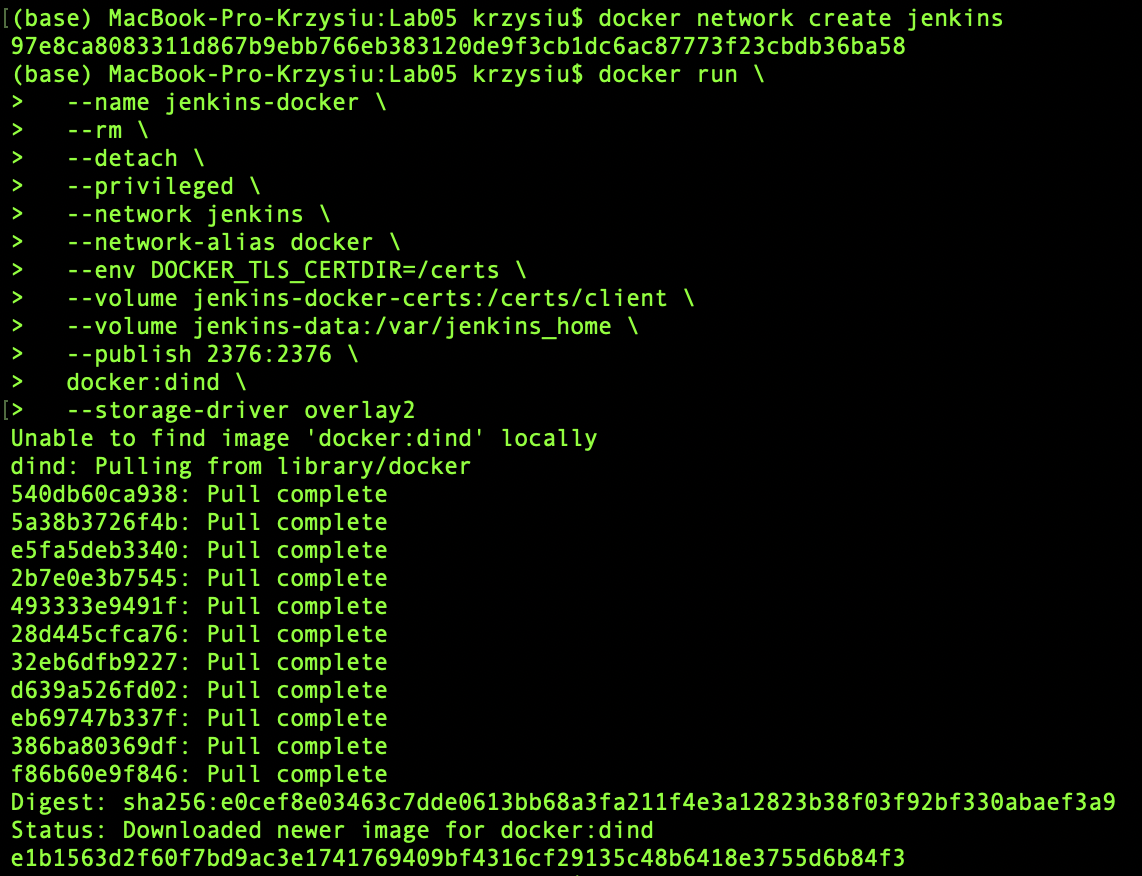 [(base) MacBook-Pro-Krzysiu:Lab05 krzysiu$ docker network create jenkins
97e8ca8083311d867b9ebb766eb383120de9f3cb1dc6ac87773f23cbdb36ba58
(base) MacBook-Pro-Krzysiu:Lab05 krzysiu$ docker run \
>   --name jenkins-docker \
>   --rm \
>   --detach \
>   --privileged \
>   --network jenkins \
>   --network-alias docker \
>   --env DOCKER_TLS_CERTDIR=/certs \
>   --volume jenkins-docker-certs:/certs/client \
>   --volume jenkins-data:/var/jenkins_home \
>   --publish 2376:2376 \
>   docker:dind \
[>   --storage-driver overlay2
Unable to find image 'docker:dind' locally
dind: Pulling from library/docker
540db60ca938: Pull complete
5a38b3726f4b: Pull complete
e5fa5deb3340: Pull complete
2b7e0e3b7545: Pull complete
493333e9491f: Pull complete
28d445cfca76: Pull complete
32eb6dfb9227: Pull complete
d639a526fd02: Pull complete
eb69747b337f: Pull complete
386ba80369df: Pull complete
f86b60e9f846: Pull complete
Digest: sha256:e0cef8e03463c7dde0613bb68a3fa211f4e3a12823b38f03f92bf330abaef3a9
Status: Downloaded newer image for docker:dind
e1b1563d2f60f7bd9ac3e1741769409bf4316cf29135c48b6418e3755d6b84f3